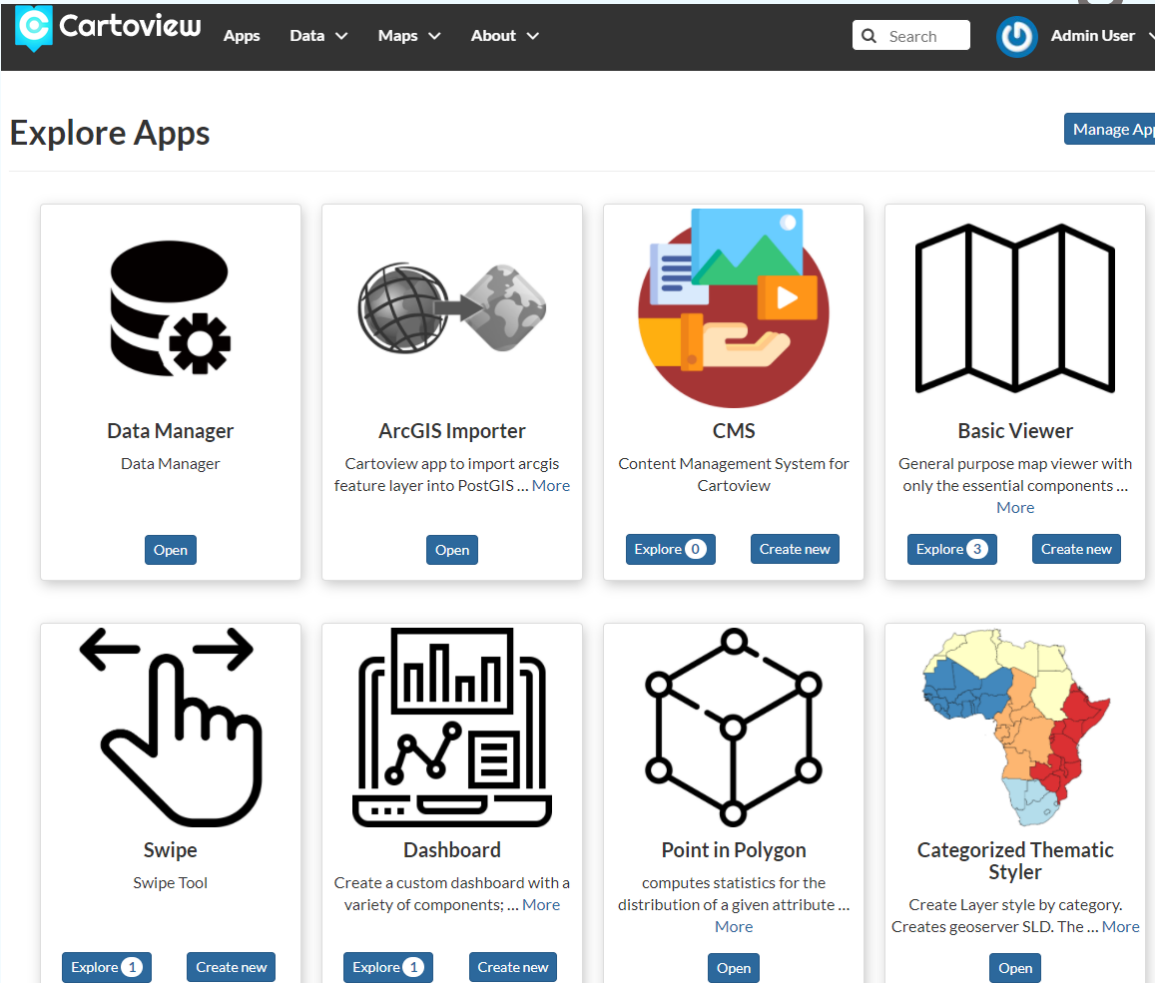 Cartoview Apps Data Maps About Search Admin User
Explore Apps
Manage App
Data Manager
Data Manager
Open
ArcGIS Importer
Cartoview app to import arcgis
feature layer into PostGIS ... More
Open
CMS
Content Management System for
Cartoview
Explore 0 Create new
Basic Viewer
General purpose map viewer with
only the essential components ...
More
Explore 3 Create new
Swipe
Swipe Tool
Explore 1 Create new
Dashboard
Create a custom dashboard with a
variety of components; ... More
Explore 1 Create new
Point in Polygon
computes statistics for the
distribution of a given attribute ...
More
Open
Categorized Thematic
Styler
Create Layer style by category.
Creates geoserver SLD. The ... More
Open